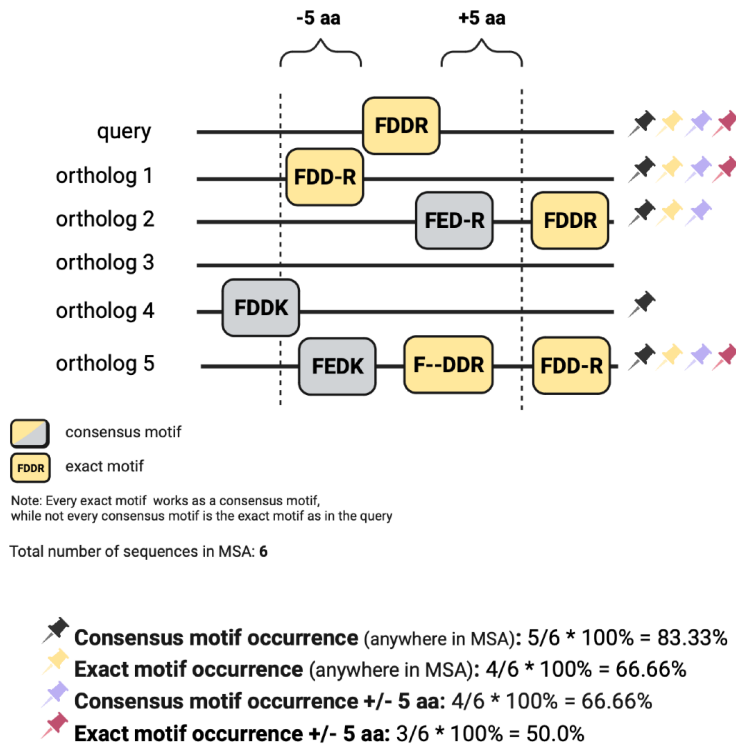 -5 aa +5 aa
query FDDR
ortholog 1 FDD-R
ortholog 2 FED-R FDDR
ortholog 3
ortholog 4 FDDK
ortholog 5 FEDK F--DDR FDD-R
consensus motif
FDDR exact motif
Note: Every exact motif works as a consensus motif,
while not every consensus motif is the exact motif as in the query
Total number of sequences in MSA: 6
Consensus motif occurrence (anywhere in MSA): 5/6 * 100% = 83.33%
Exact motif occurrence (anywhere in MSA): 4/6 * 100% = 66.66%
Consensus motif occurrence +/- 5 aa: 4/6 * 100% = 66.66%
Exact motif occurrence +/- 5 aa: 3/6 * 100% = 50.0%